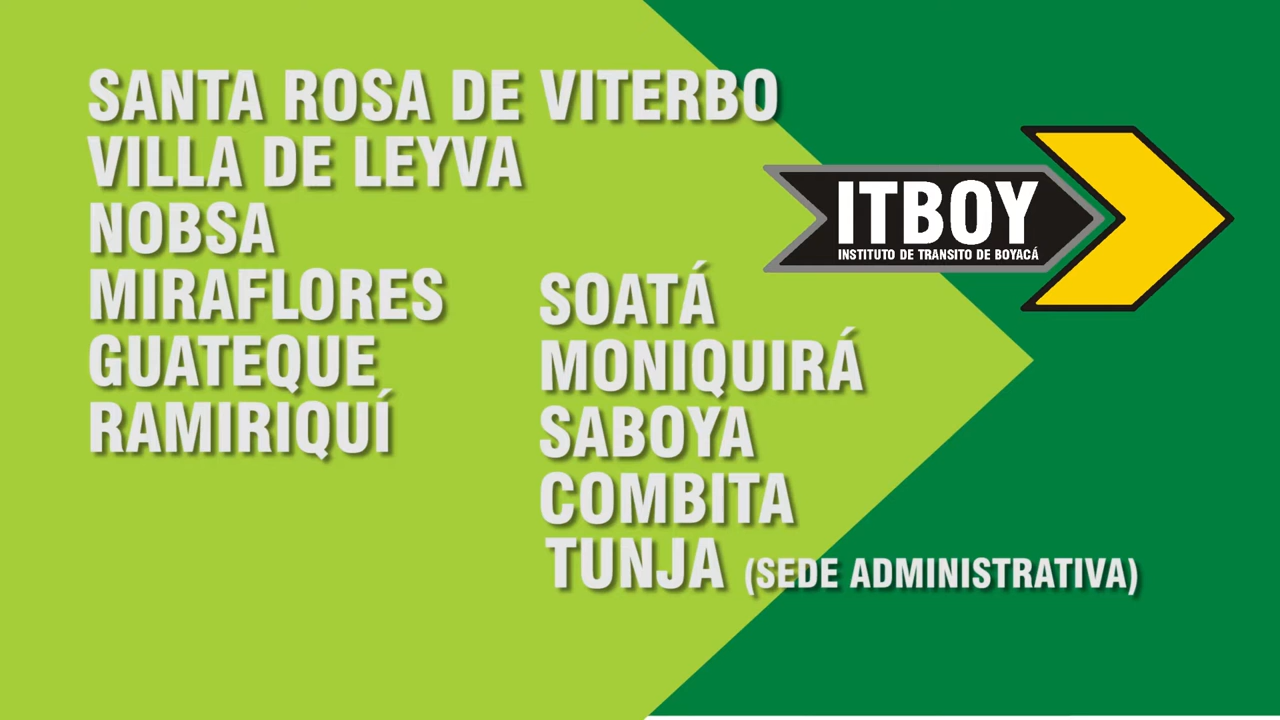 SANTA ROSA DE VITERBO
VILLA DE LEYVA
NOBSA
MIRAFLORES
GUATEQUE
RAMIRIQUÍ
SOATÁ
MONIQUIRÁ
SABOYA
COMBITA
TUNJA (SEDE ADMINISTRATIVA)
ITBOY
INSTITUTO DE TRANSITO DE BOYACÁ